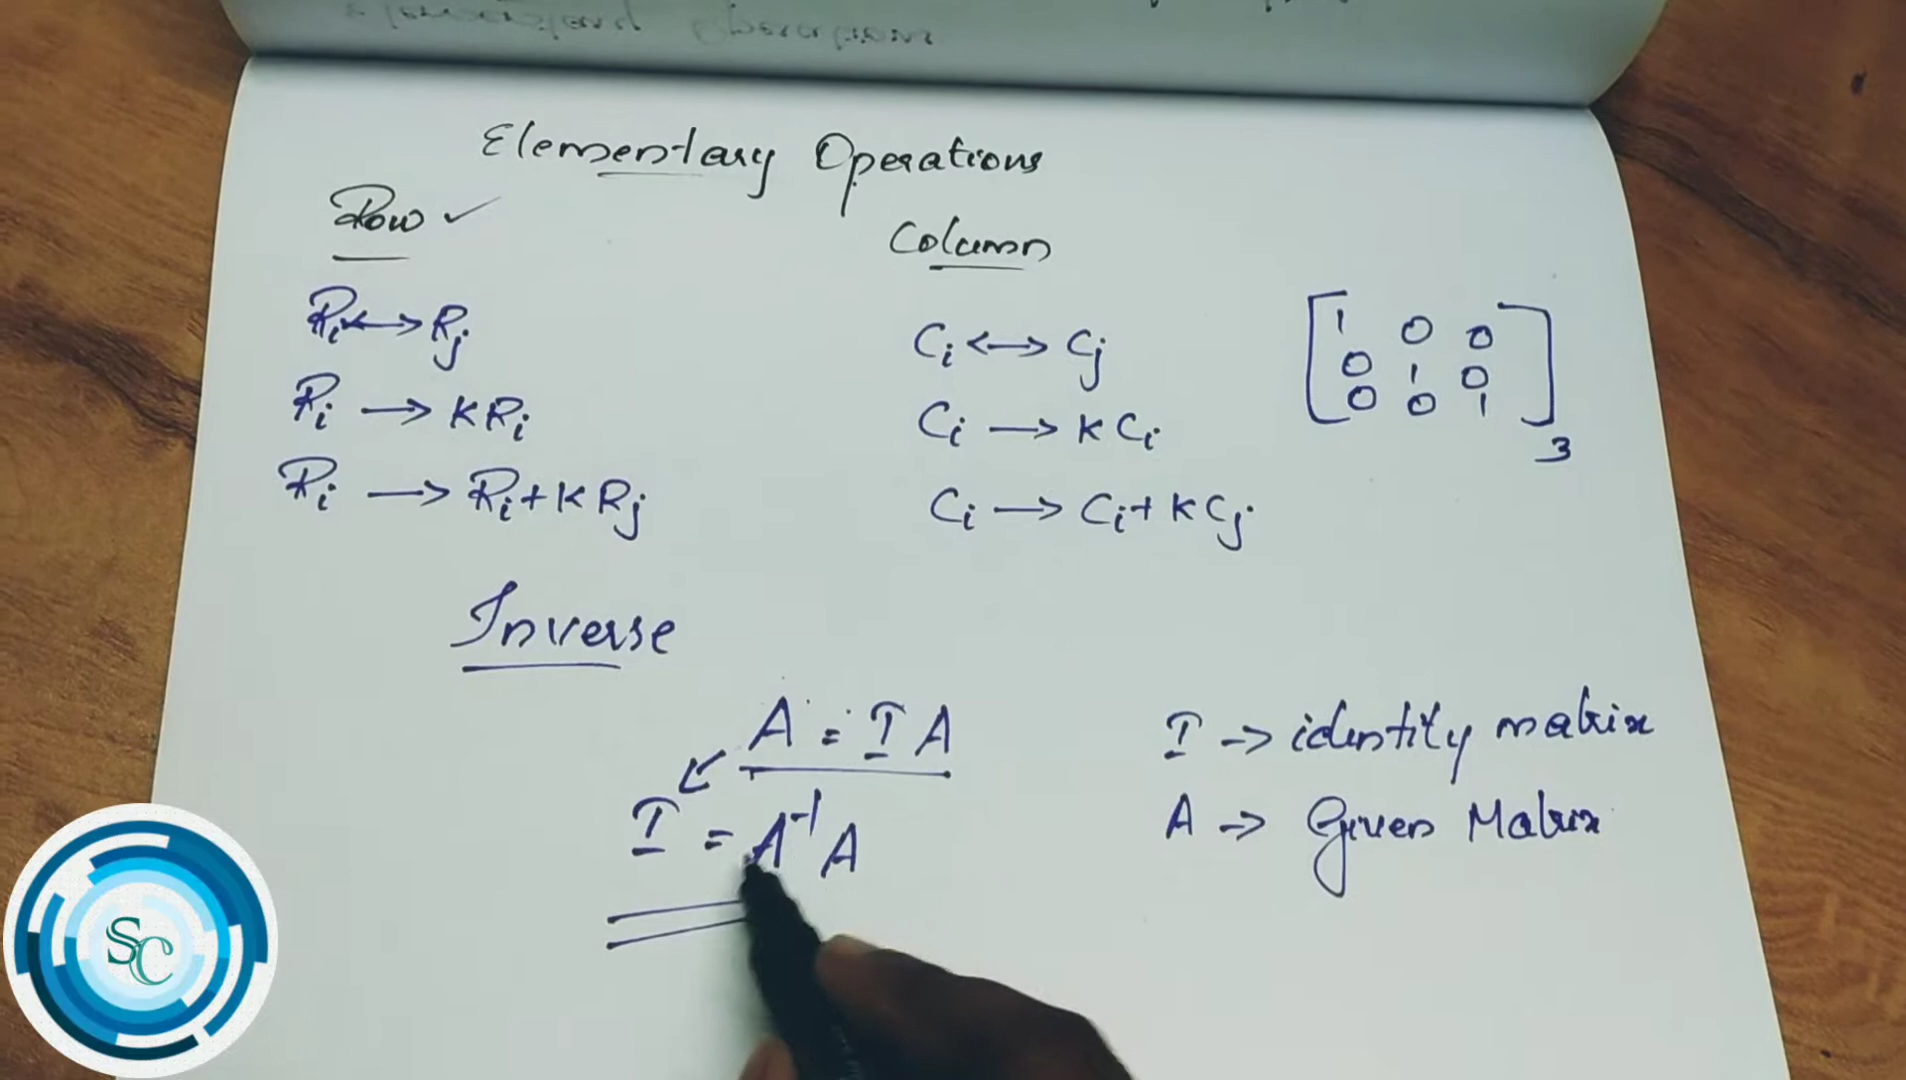 Elementary Operations
Row ✓
Column
Ri ↔ Rj
Ri → KRi
Ri → Ri + KRj
Ci ↔ Cj
Ci → KCi
Ci → Ci + KCj
1 0 0
0 1 0
0 0 1
3
Inverse
A = IA
I = A⁻¹A
I → identity matrix
A → Given Matrix
SC